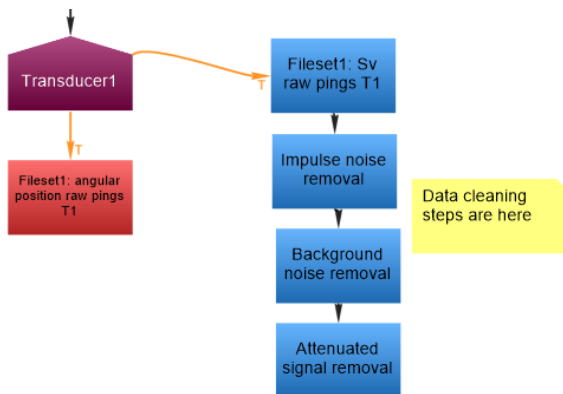 Transducer1
T
T
Fileset1: Sv
raw pings T1
Fileset1: angular
position raw pings
T1
Impulse noise
removal
Data cleaning
steps are here
Background
noise removal
Attenuated
signal removal